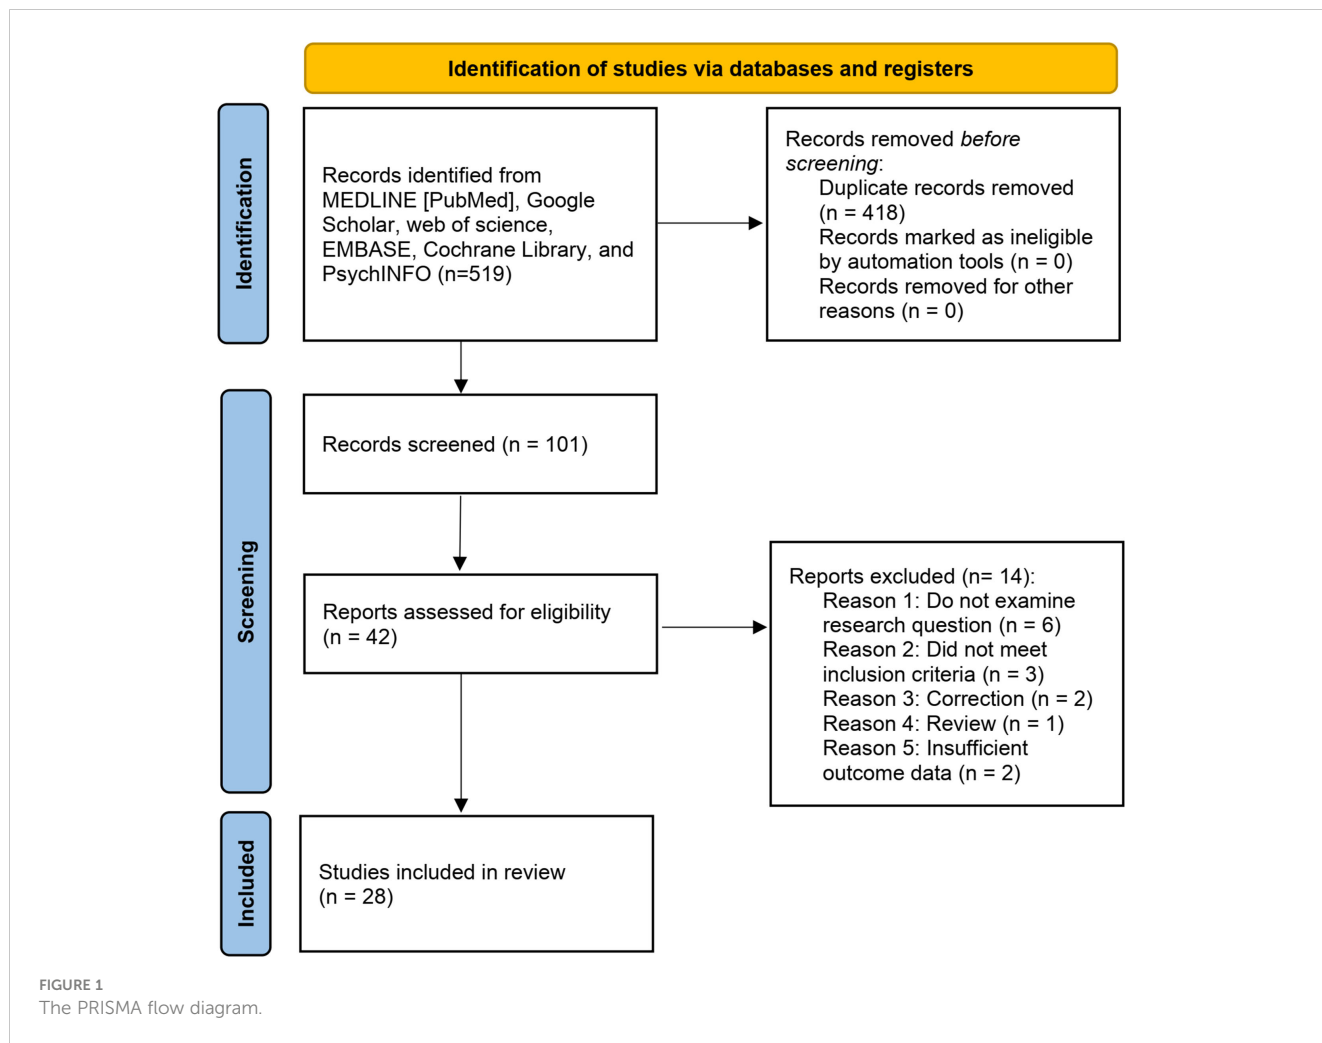 Identification of studies via databases and registers
Identification
Records identified from
MEDLINE [PubMed], Google
Scholar, web of science,
EMBASE, Cochrane Library, and
PsychINFO (n=519)
Records removed before
screening:
Duplicate records removed
(n = 418)
Records marked as ineligible
by automation tools (n = 0)
Records removed for other
reasons (n = 0)
Screening
Records screened (n = 101)
Reports assessed for eligibility
(n = 42)
Reports excluded (n= 14):
Reason 1: Do not examine
research question (n = 6)
Reason 2: Did not meet
inclusion criteria (n = 3)
Reason 3: Correction (n = 2)
Reason 4: Review (n = 1)
Reason 5: Insufficient
outcome data (n = 2)
Included
Studies included in review
(n = 28)
FIGURE 1
The PRISMA flow diagram.